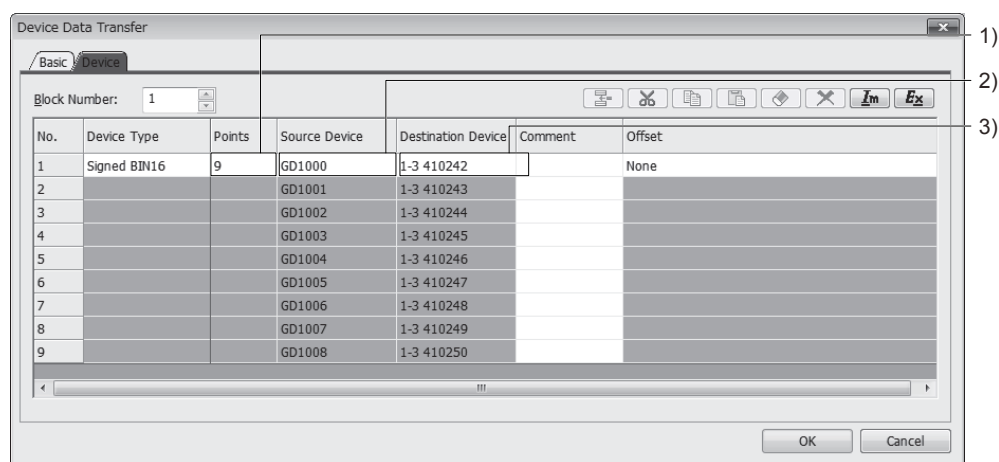 Device Data Transfer
1)
Basic Device
2)
Block Number: 1
Im Ex
3)
No. Device Type Points Source Device Destination Device Comment Offset
1 Signed BIN16 9 GD1000 1-3 410242 None
2 GD1001 1-3 410243
3 GD1002 1-3 410244
4 GD1003 1-3 410245
5 GD1004 1-3 410246
6 GD1005 1-3 410247
7 GD1006 1-3 410248
8 GD1007 1-3 410249
9 GD1008 1-3 410250
OK Cancel